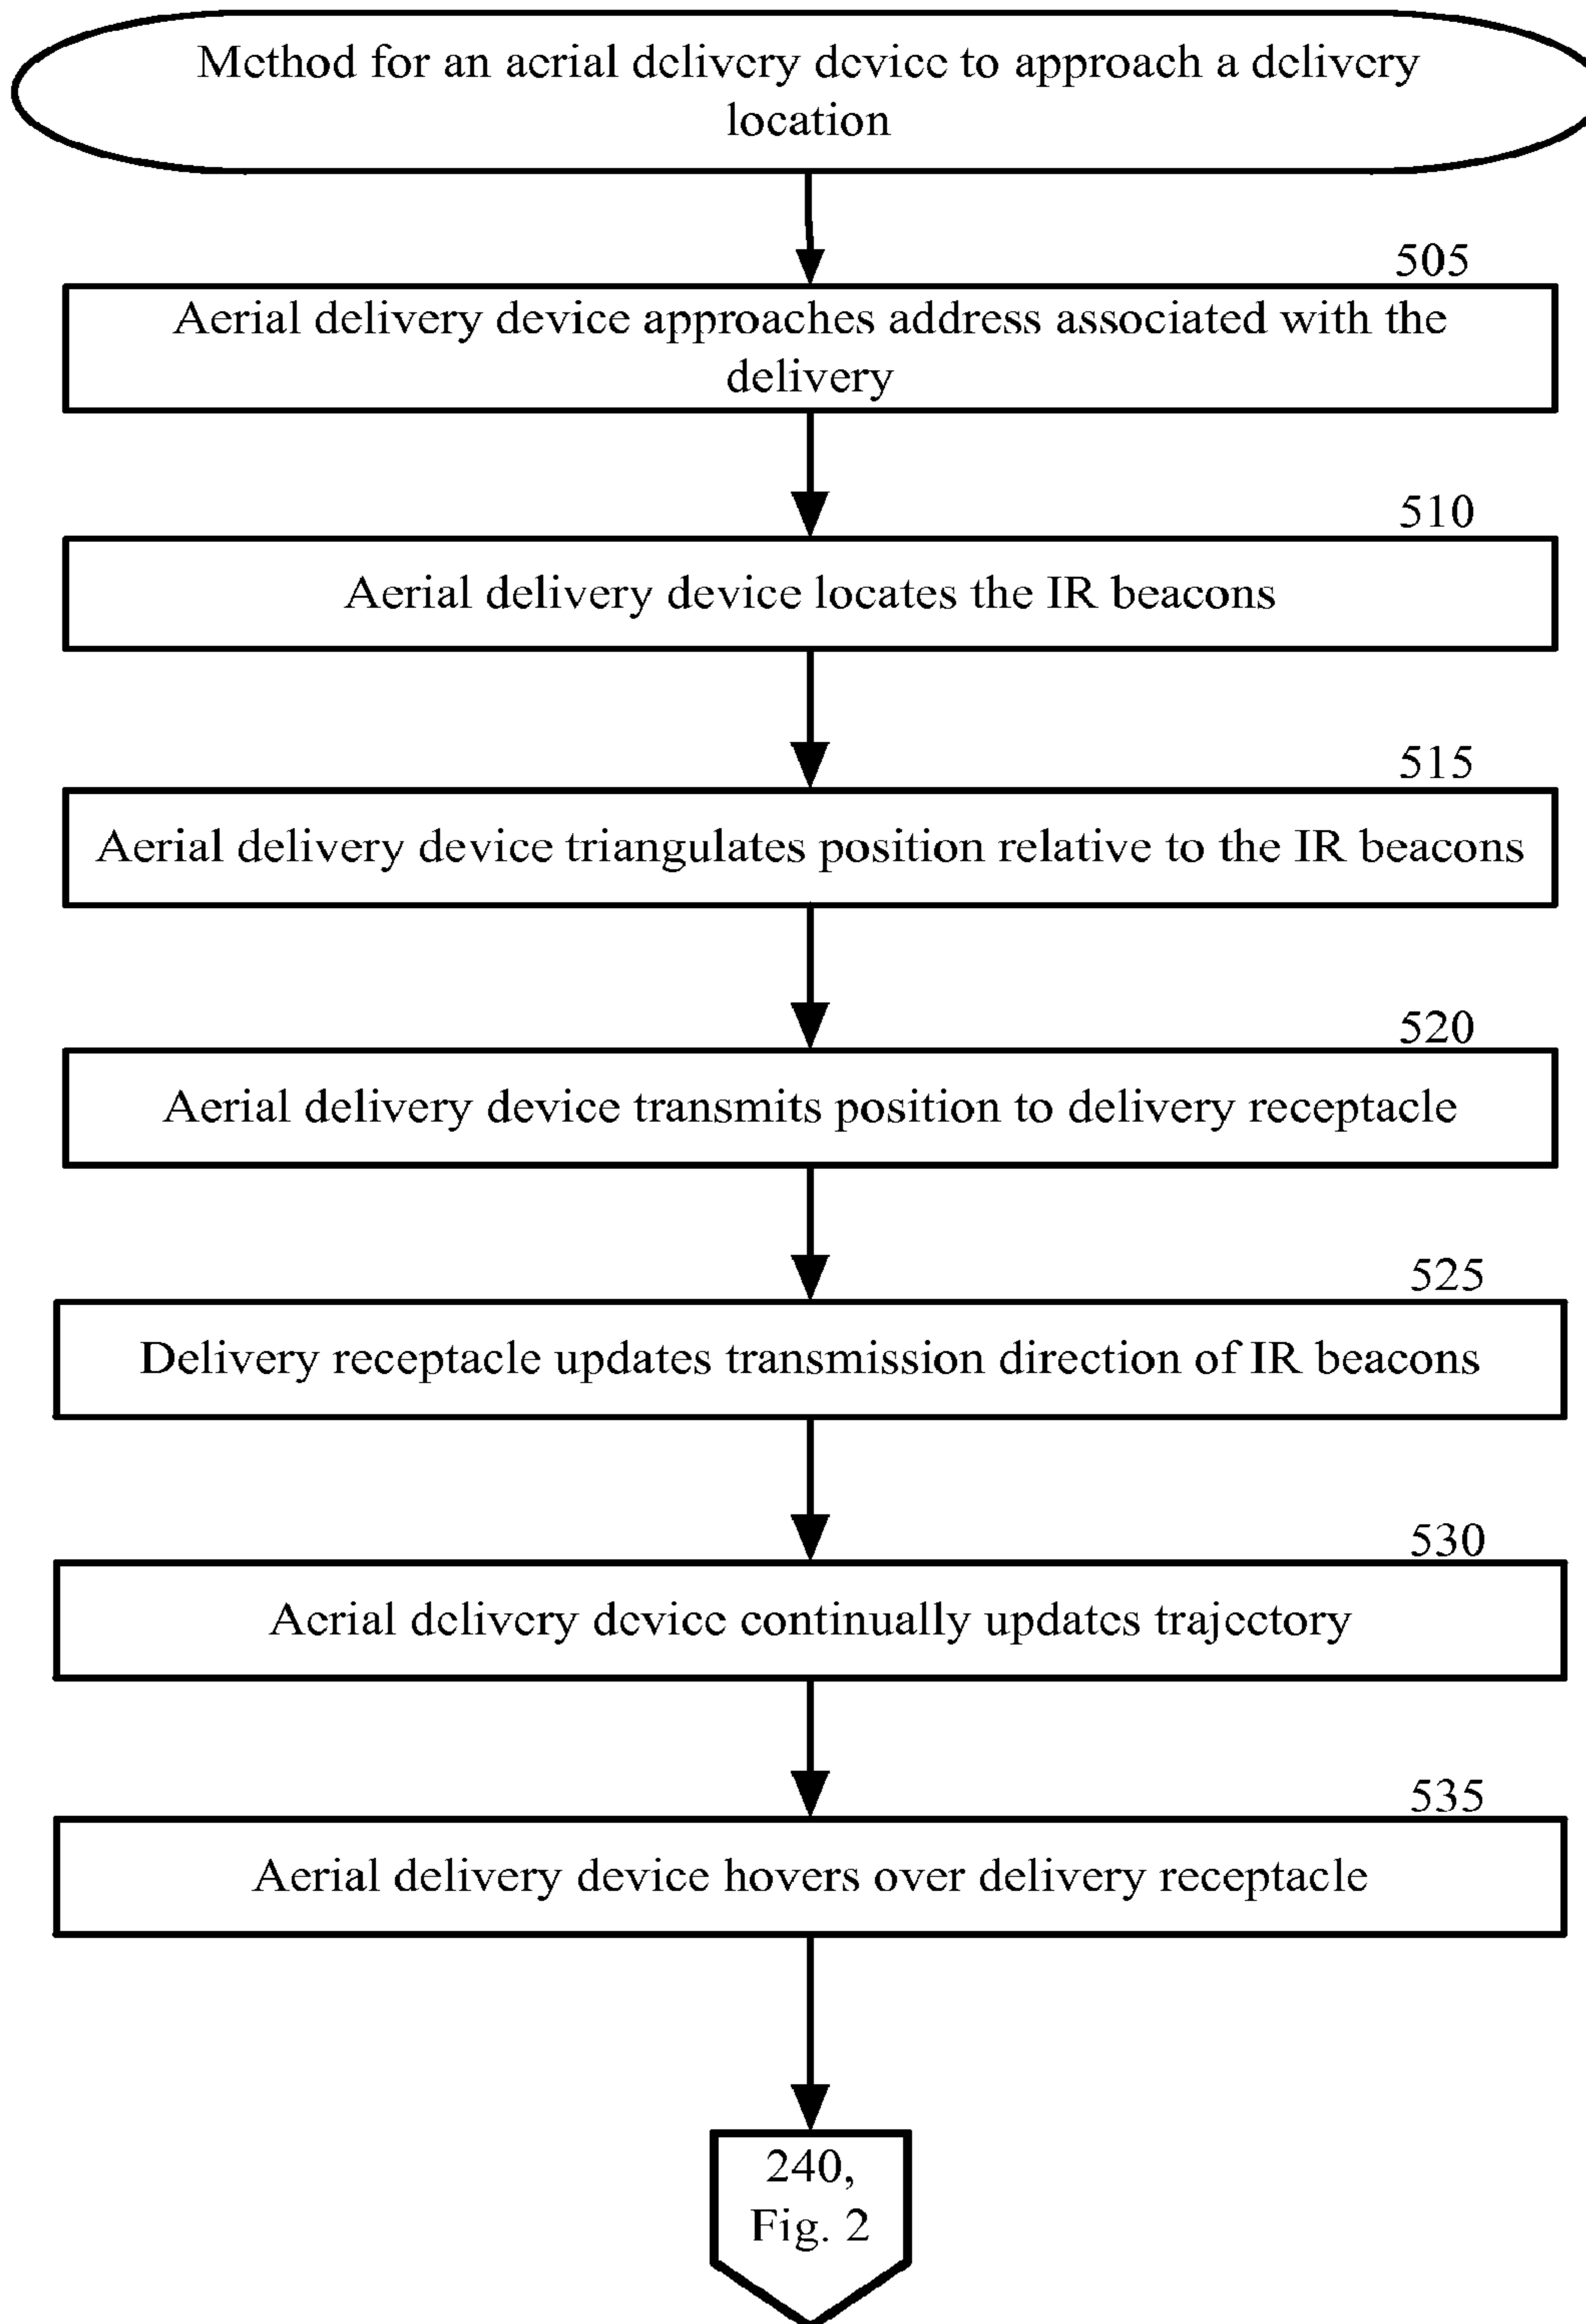 Method for an aerial delivery device to approach a delivery
location
505
Aerial delivery device approaches address associated with the
delivery
510
Aerial delivery device locates the IR beacons
515
Aerial delivery device triangulates position relative to the IR beacons
520
Aerial delivery device transmits position to delivery receptacle
525
Delivery receptacle updates transmission direction of IR beacons
530
Aerial delivery device continually updates trajectory
535
Aerial delivery device hovers over delivery receptacle
240,
Fig. 2